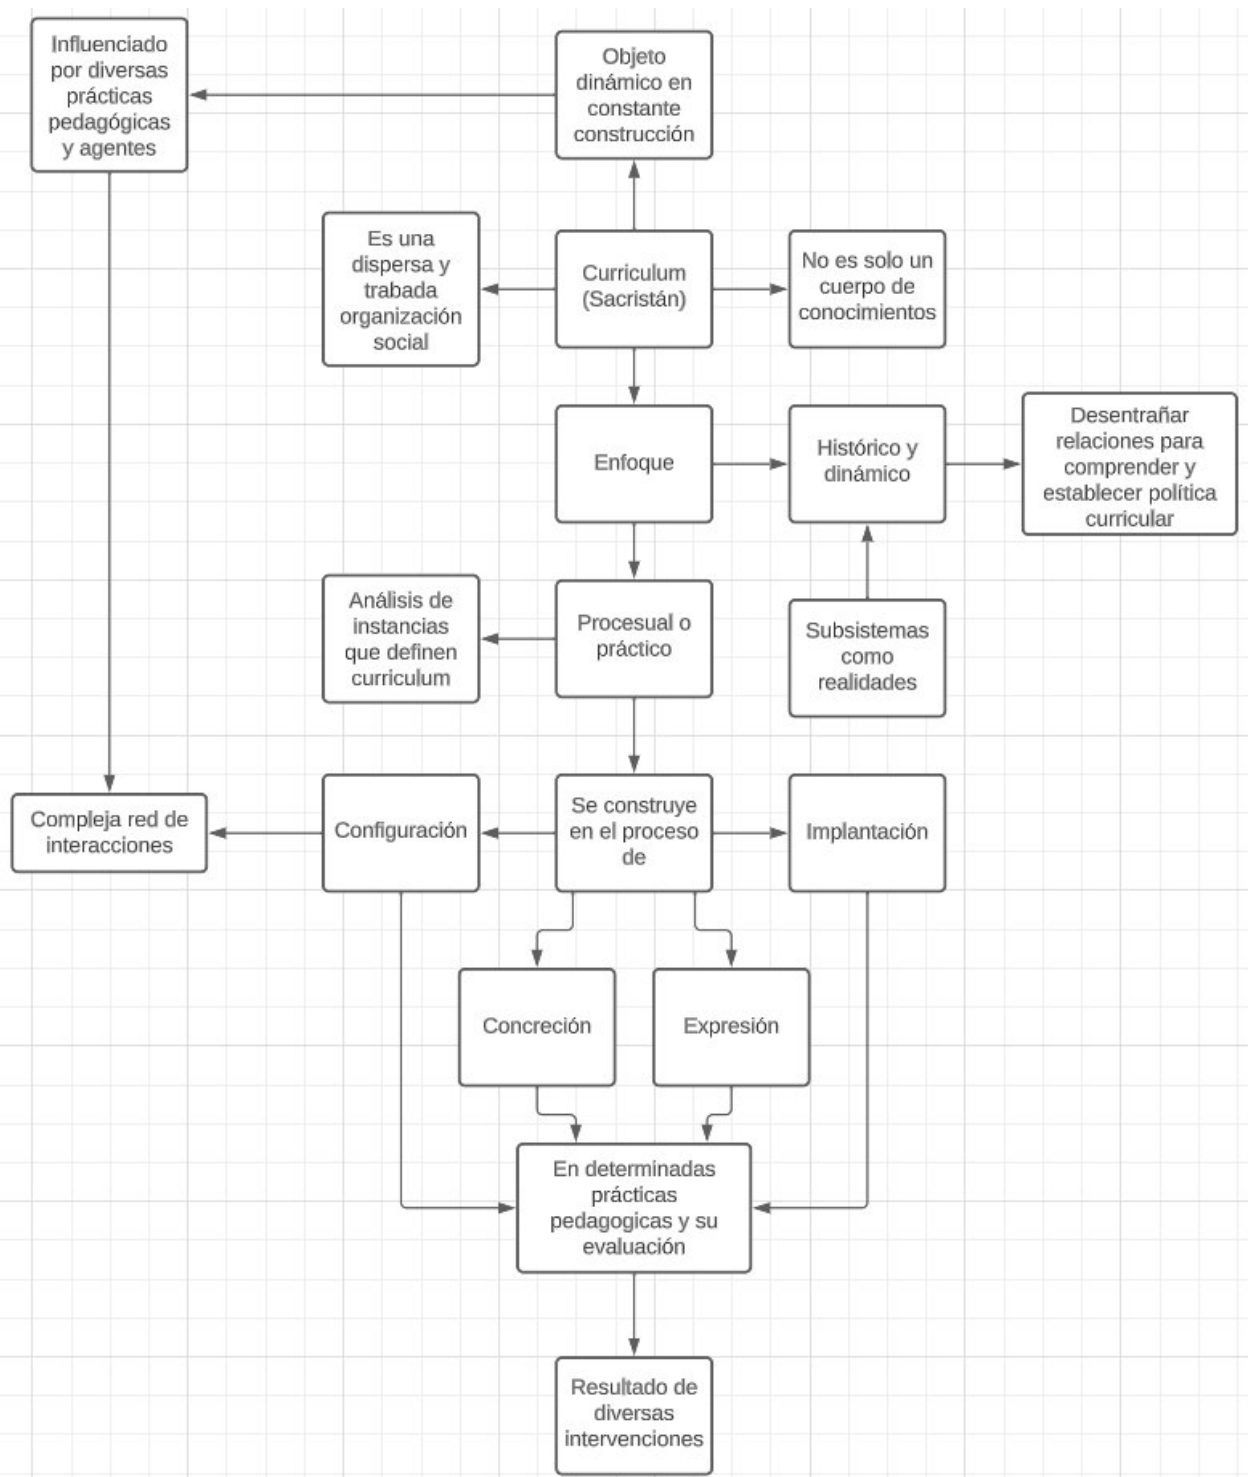 Influenciado
por diversas
prácticas
pedagógicas
y agentes
Objeto
dinámico en
constante
construcción
Es una
dispersa y
trabada
organización
social
Curriculum
(Sacristán)
No es solo un
cuerpo de
conocimientos
Enfoque
Histórico y
dinámico
Desentrañar
relaciones para
comprender y
establecer política
curricular
Análisis de
instancias
que definen
curriculum
Procesual o
práctico
Subsistemas
como
realidades
Compleja red de
interacciones
Configuración
Se construye
en el proceso
de
Implantación
Concreción
Expresión
En determinadas
prácticas
pedagogicas y su
evaluación
Resultado de
diversas
intervenciones